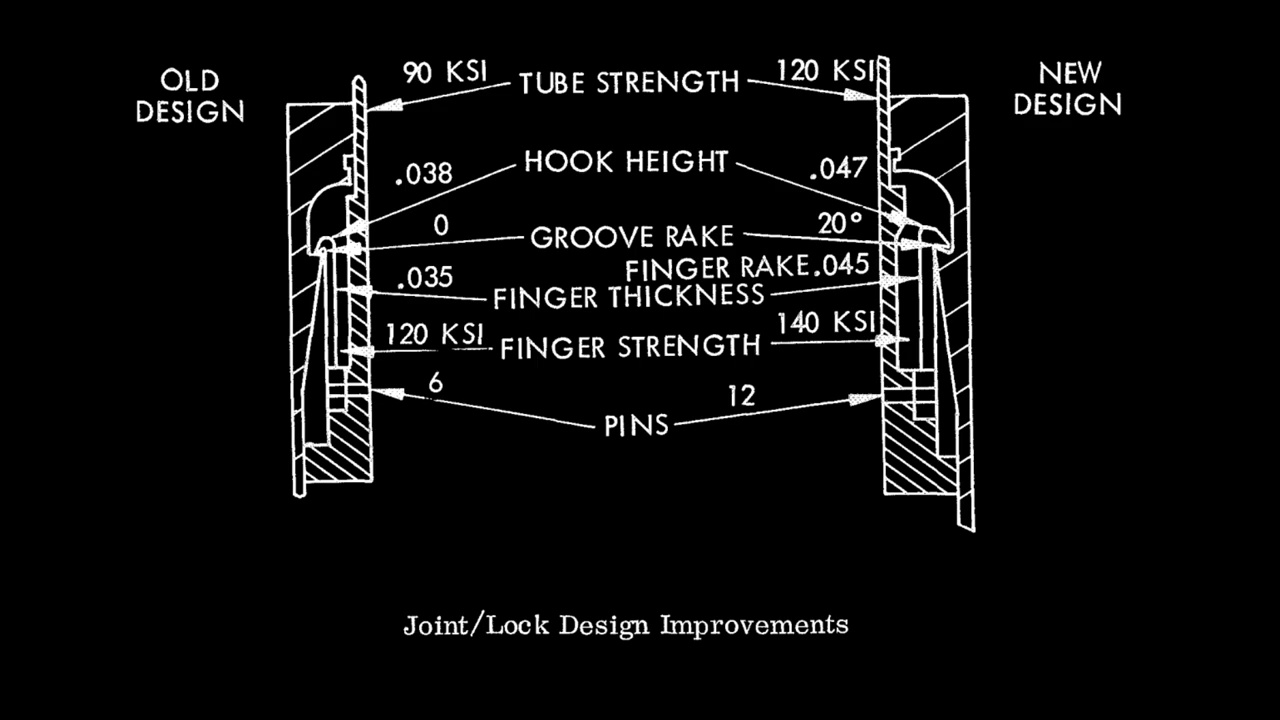 OLD
DESIGN
90 KSI
TUBE STRENGTH
120 KSI
NEW
DESIGN
.038
HOOK HEIGHT
.047
0
GROOVE RAKE
20°
FINGER RAKE
.035
FINGER THICKNESS
.045
120 KSI
FINGER STRENGTH
140 KSI
6
PINS
12
Joint/Lock Design Improvements